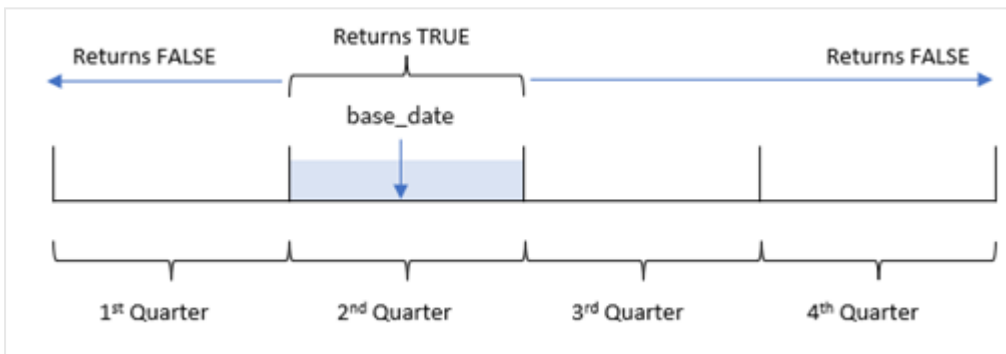 Returns TRUE
Returns FALSE
Returns FALSE
base_date
1st Quarter
2nd Quarter
3rd Quarter
4th Quarter